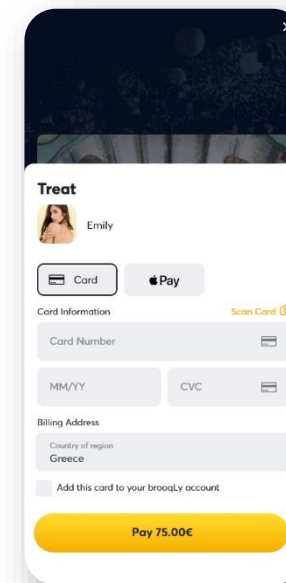 Treat
Emily
Card
Pay
Card Information
Scan Card
Card Number
MM/YY
CVC
Billing Address
Country of region
Greece
Add this card to your brooqLy account
Pay 75.00€